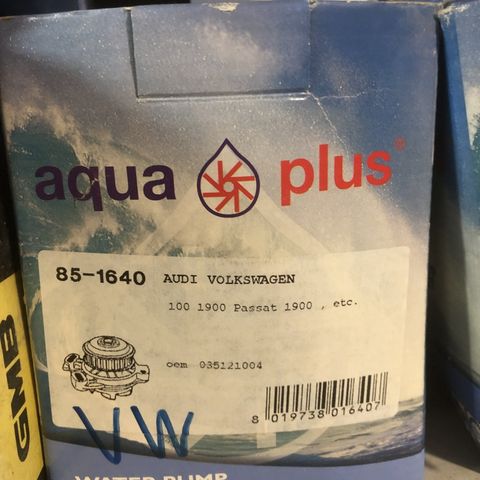 aqua plus®
85-1640 AUDI VOLKSWAGEN
100 1900 Passat 1900 , etc.
oem 035121004
8 019738 016407
VW
WATER PUMP
GMB